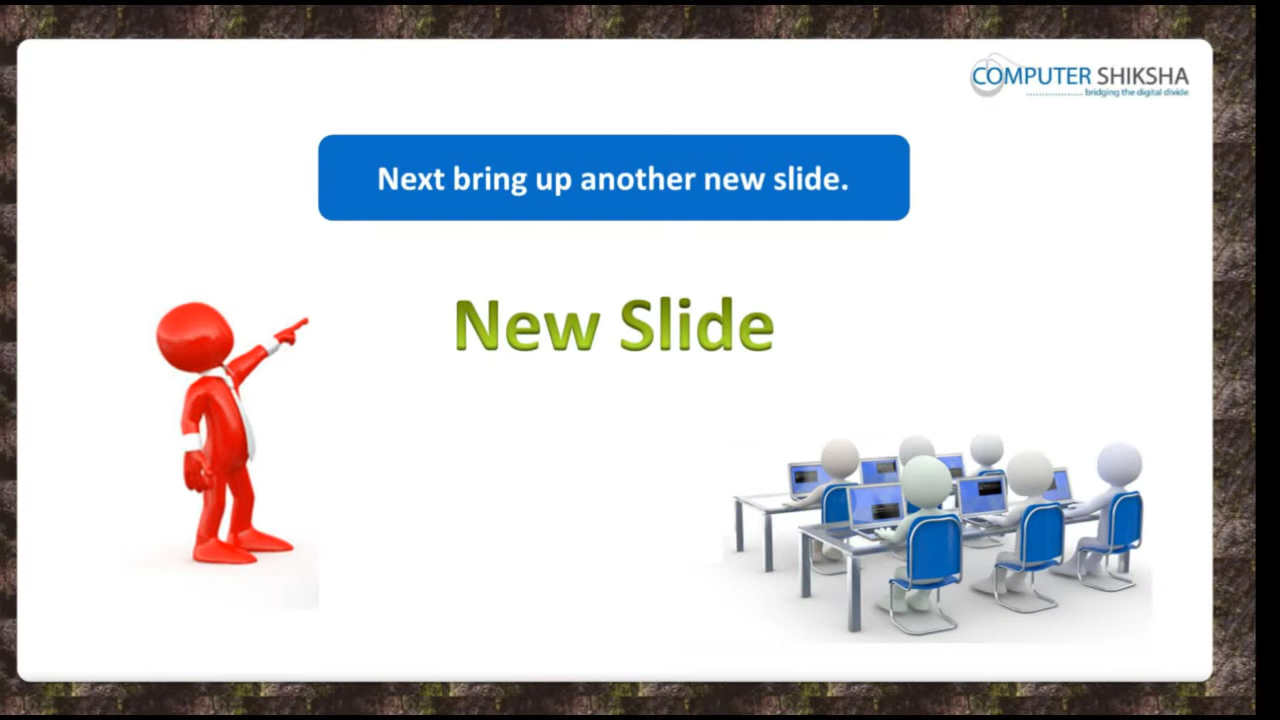 COMPUTER SHIKSHA
bridging the digital divide
Next bring up another new slide.
New Slide